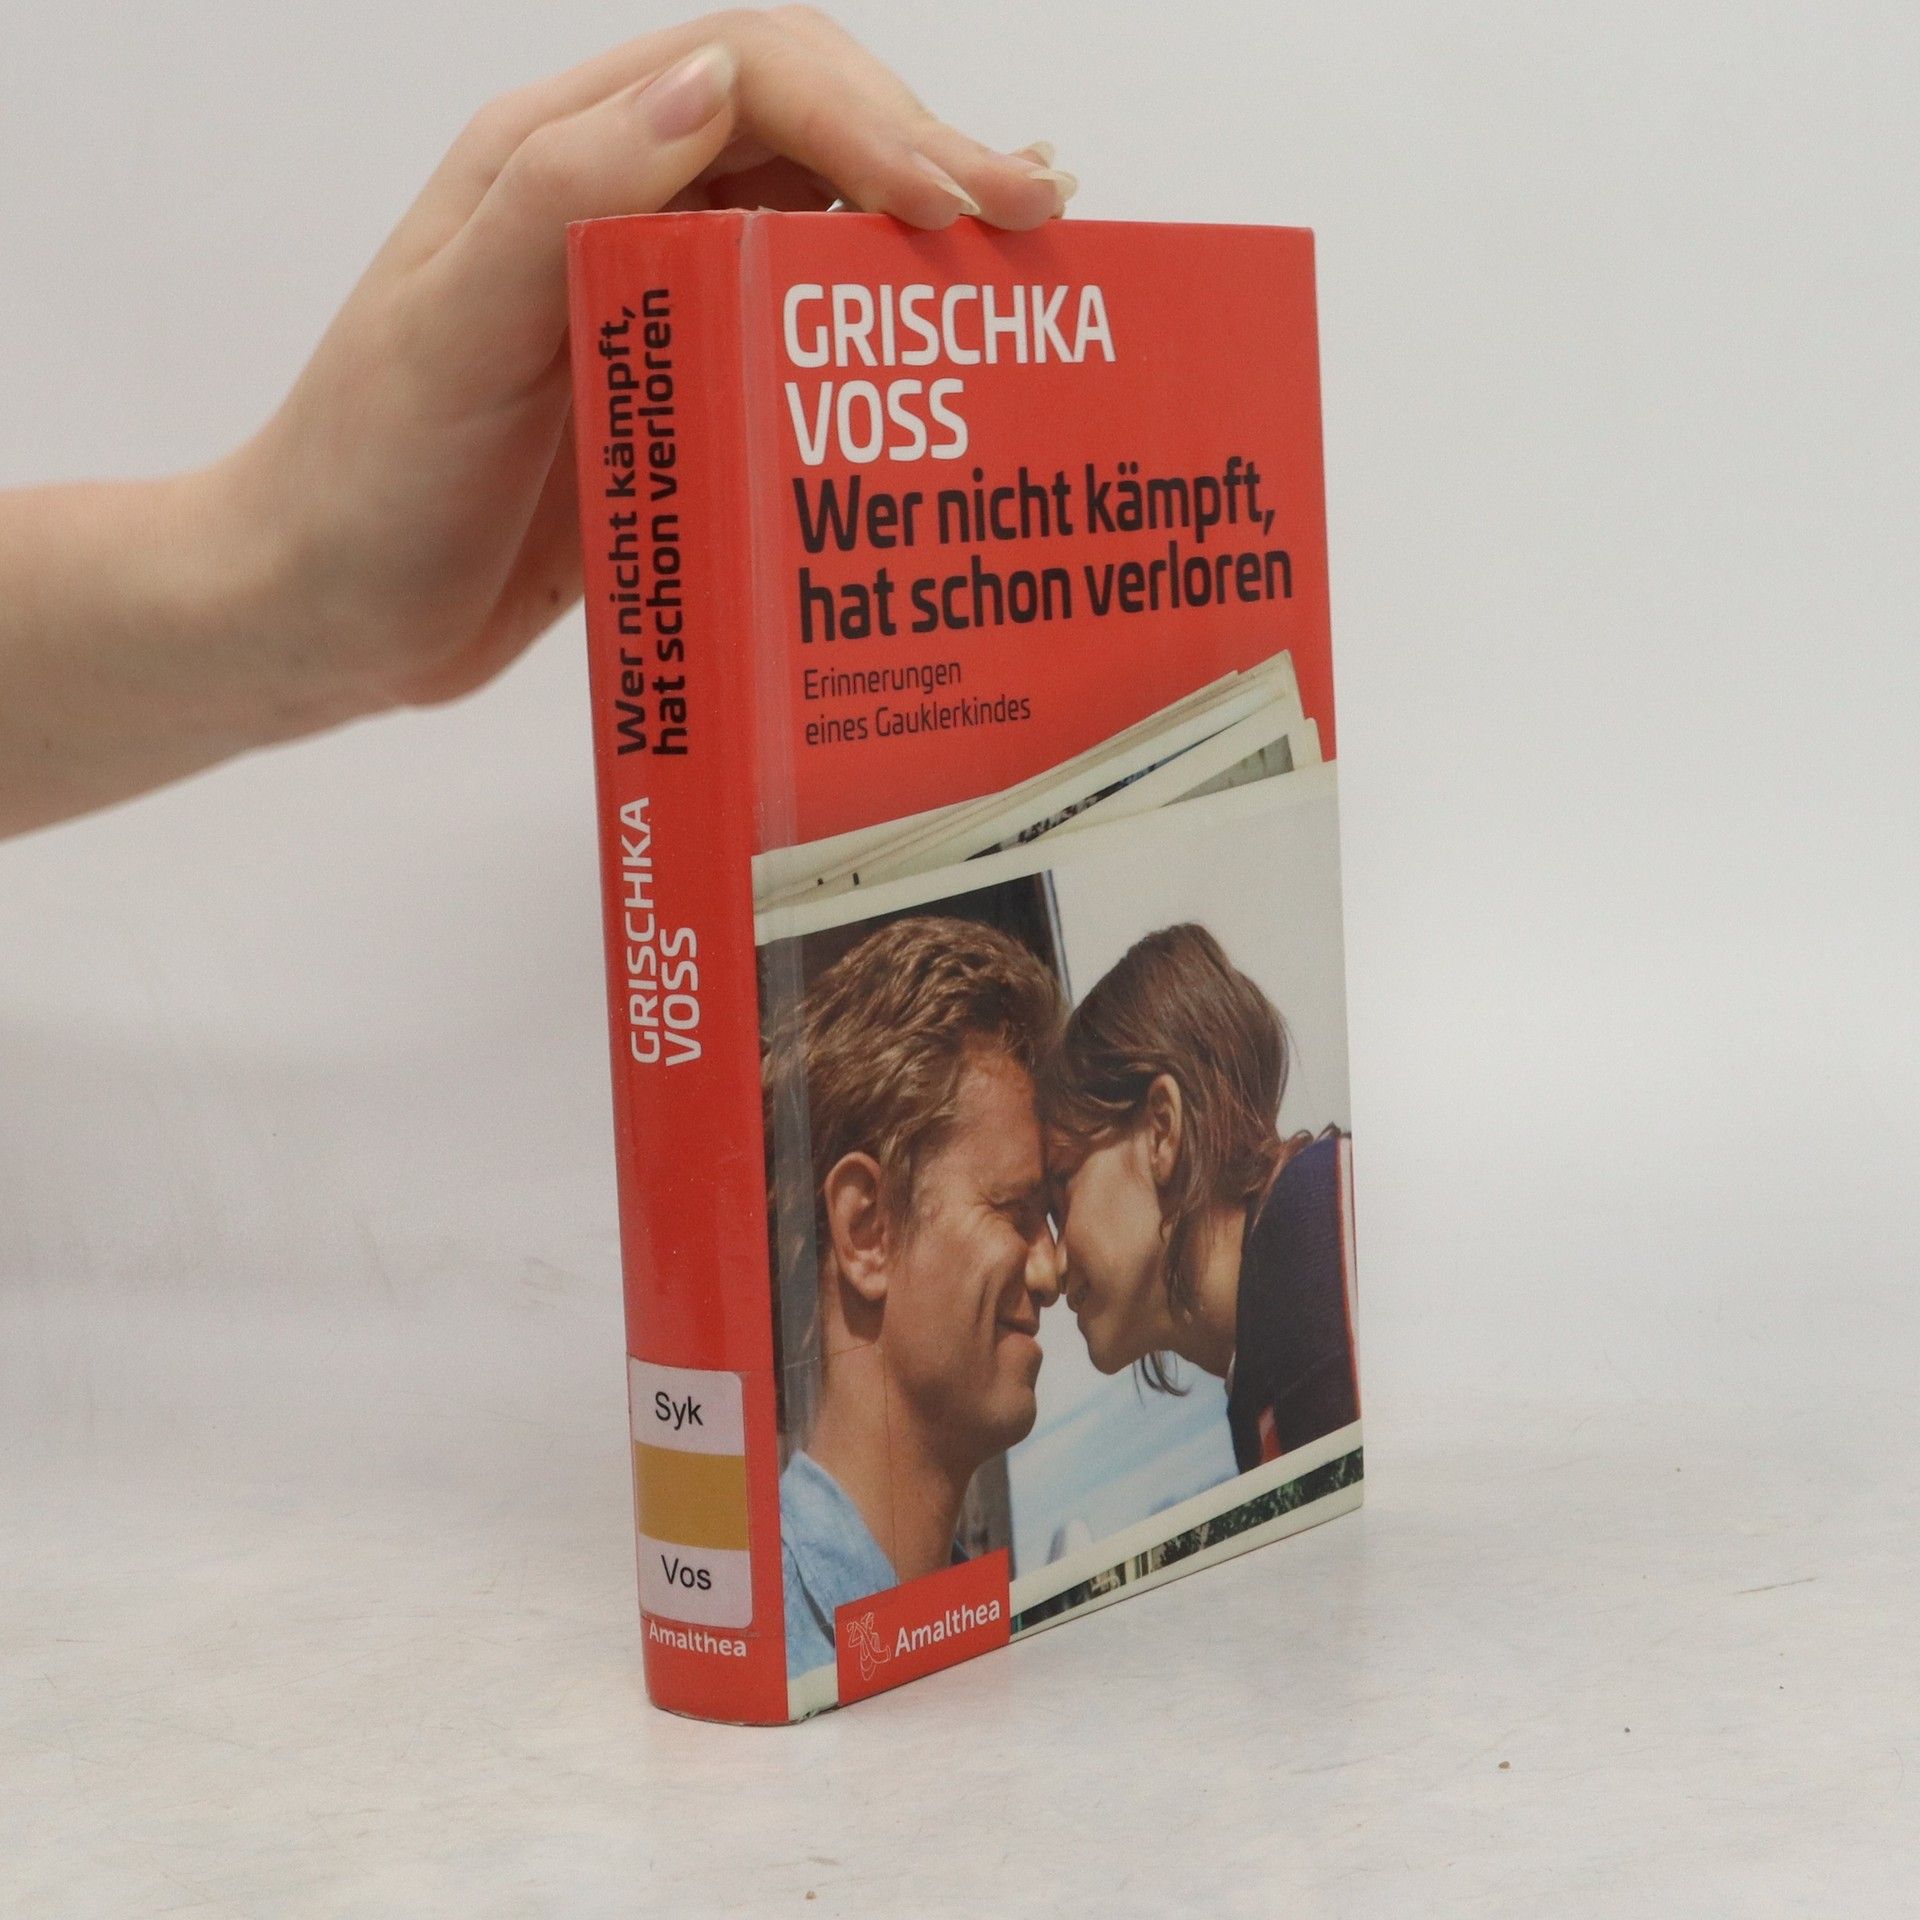 Wer nicht kämpft,
hat schon verloren
GRISCHKA
VOSS
Syk
Vos
Amalthea
GRISCHKA
VOSS
Wer nicht kämpft,
hat schon verloren
Erinnerungen
eines Gauklerkindes
Amalthea